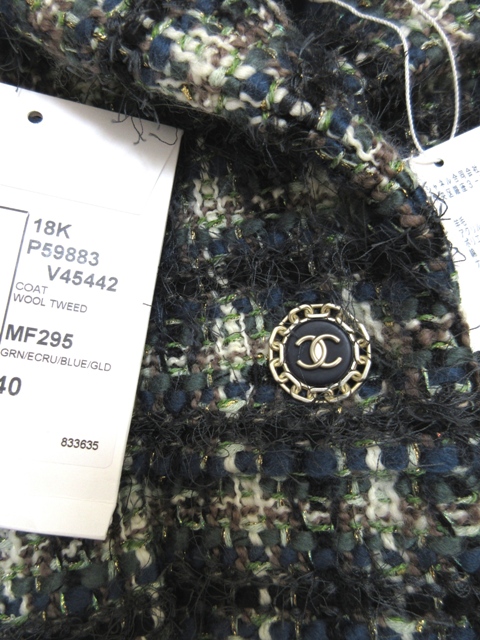 18K
P59883
V45442
COAT
WOOL TWEED
MF295
GRN/ECRU/BLUE/GLD
40
833635